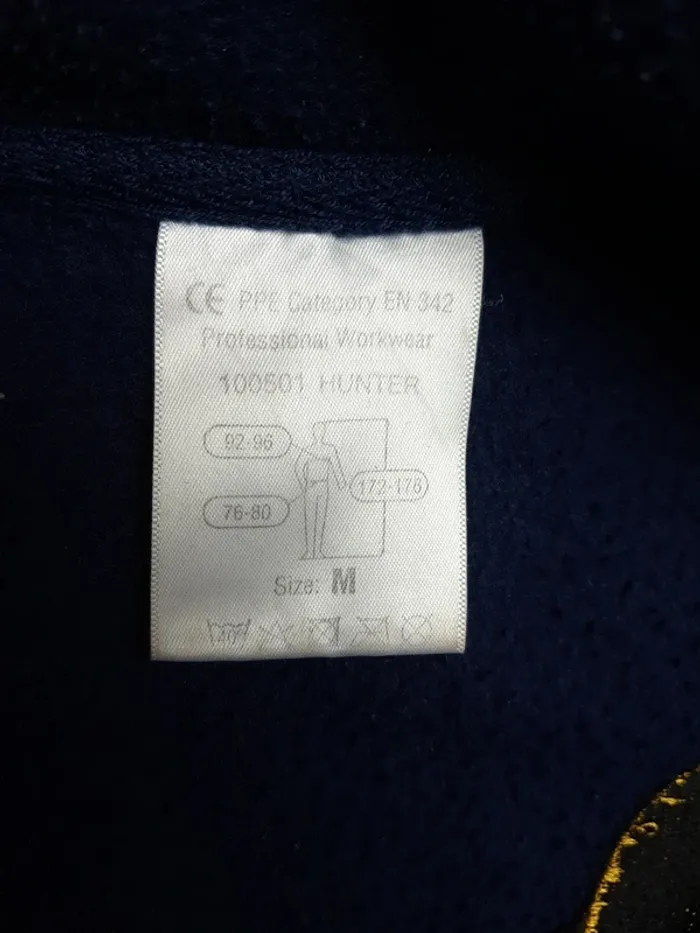 CE PPE Category EN 342
Professional Workwear
100501 HUNTER
92-96
172-176
76-80
Size: M